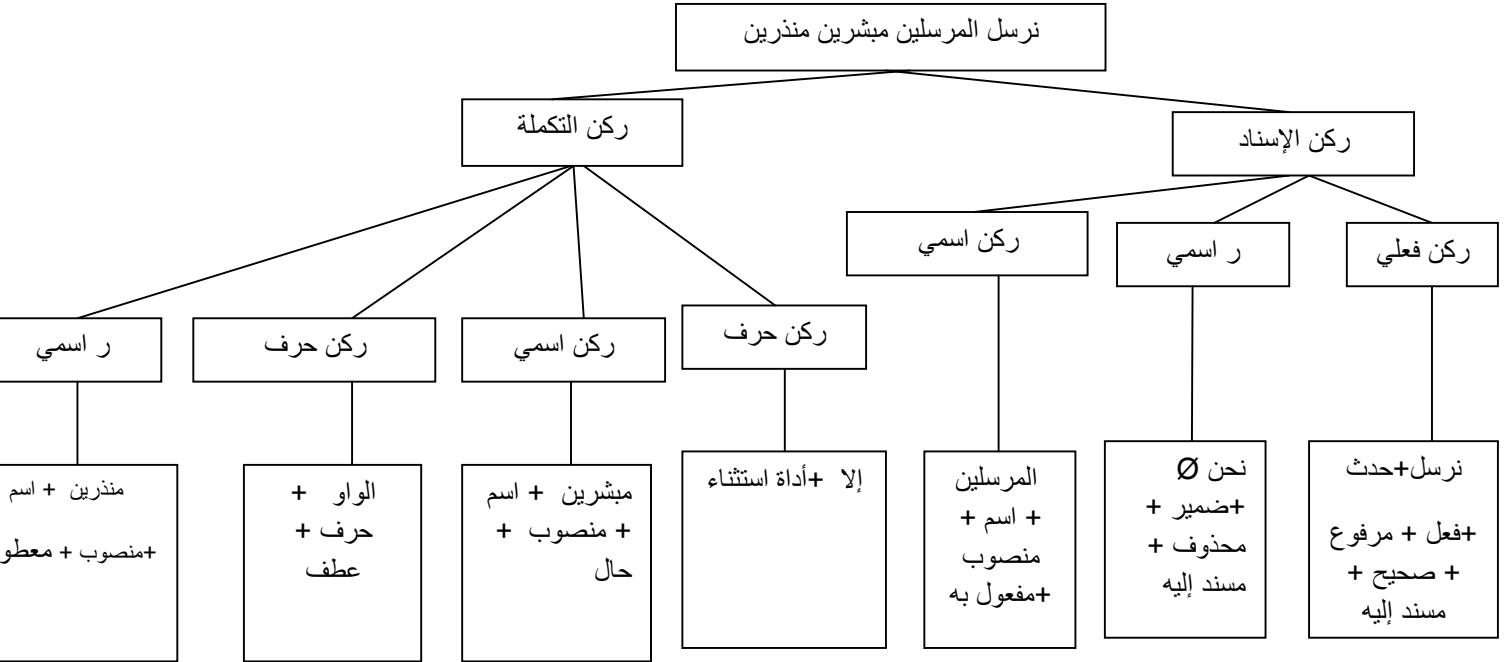 نرسل المرسلين مبشرين منذرين
ركن الإسناد
ركن التكملة
ركن فعلي
ر اسمي
ركن اسمي
ركن حرف
ركن اسمي
ركن حرف
ر اسمي
نرسل+حدث
+فعل + مرفوع
+ صحيح +
مسند إليه
نحن Ø
+ضمير +
محذوف +
مسند إليه
المرسلين
+ اسم +
منصوب
+مفعول به
إلا +أداة استثناء
مبشرين + اسم
+ منصوب +
حال
الواو +
حرف +
عطف
منذرين + اسم
+منصوب + معطو